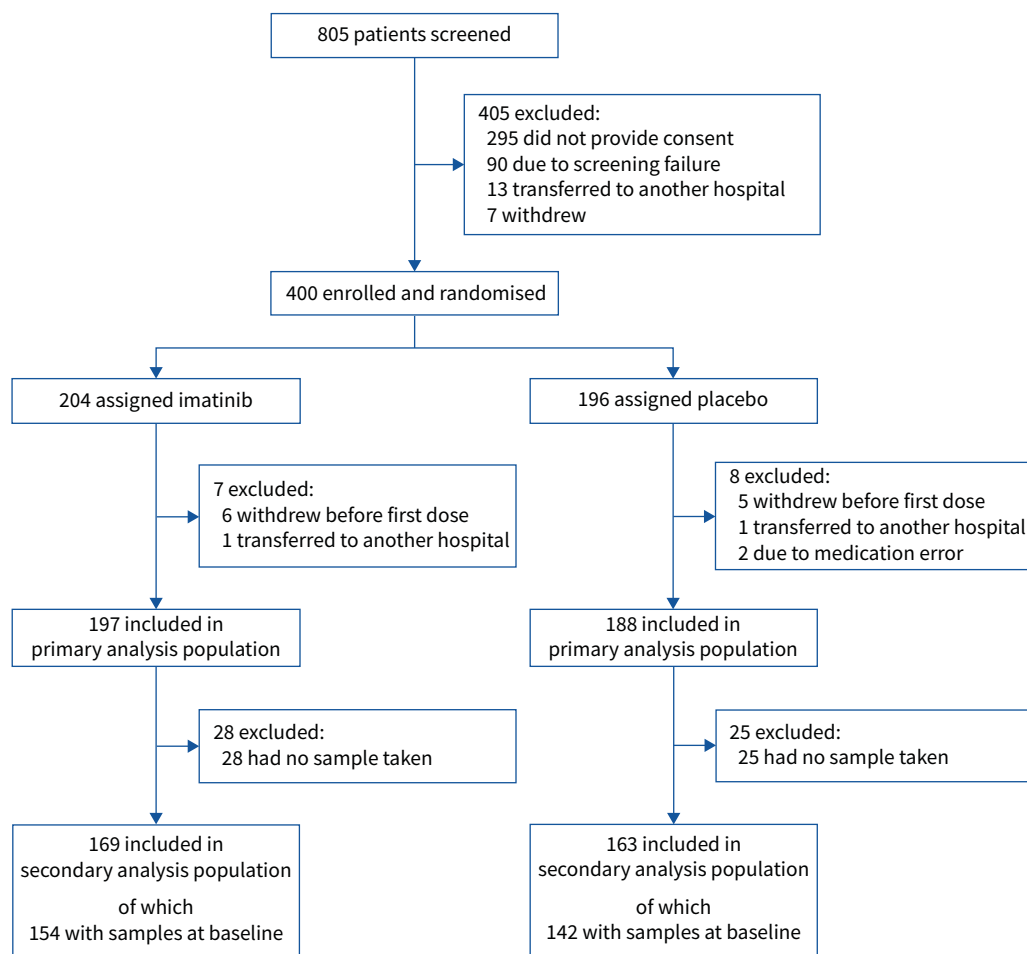 805 patients screened
405 excluded:
295 did not provide consent
90 due to screening failure
13 transferred to another hospital
7 withdrew
400 enrolled and randomised
204 assigned imatinib
196 assigned placebo
7 excluded:
6 withdrew before first dose
1 transferred to another hospital
8 excluded:
5 withdrew before first dose
1 transferred to another hospital
2 due to medication error
197 included in
primary analysis population
188 included in
primary analysis population
28 excluded:
28 had no sample taken
25 excluded:
25 had no sample taken
169 included in
secondary analysis population
of which
154 with samples at baseline
163 included in
secondary analysis population
of which
142 with samples at baseline